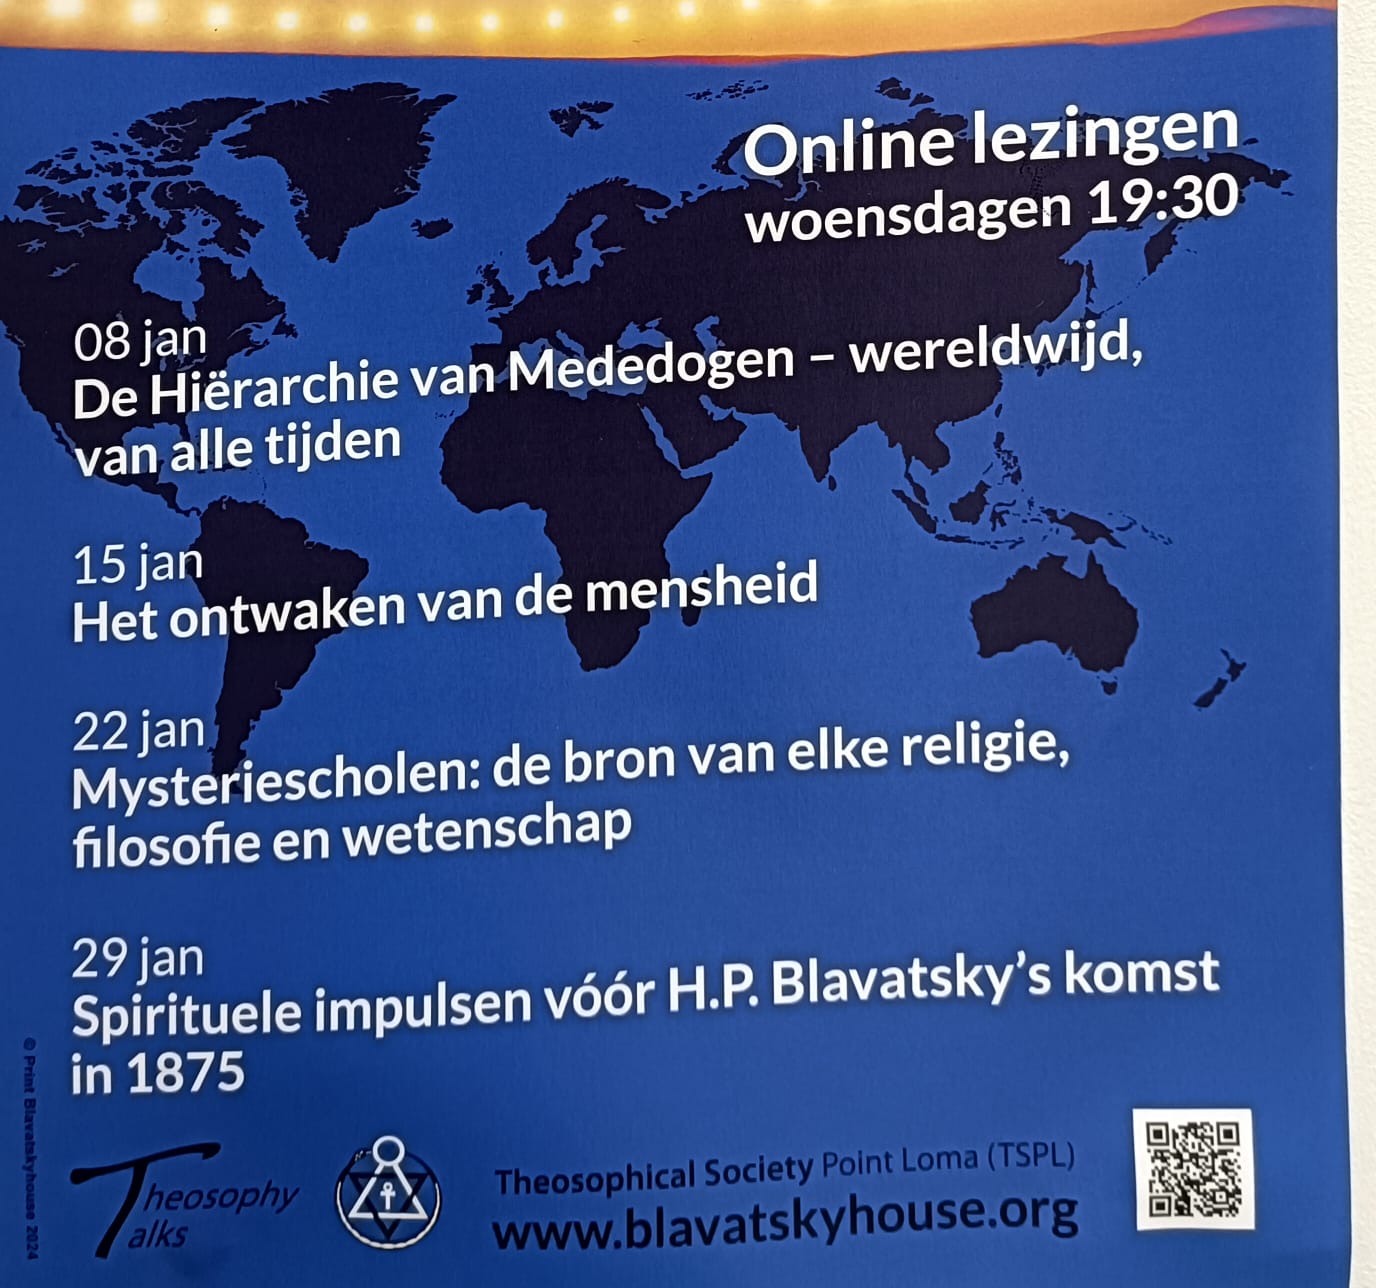 Online lezingen
woensdagen 19:30
08 jan
De Hiërarchie van Mededogen – wereldwijd,
van alle tijden
15 jan
Het ontwaken van de mensheid
22 jan
Mysteriescholen: de bron van elke religie,
filosofie en wetenschap
29 jan
Spirituele impulsen vóór H.P. Blavatsky’s komst
in 1875
Theosophy
Talks
Theosophical Society Point Loma (TSPL)
www.blavatskyhouse.org
© Print Blavatskyhouse 2024